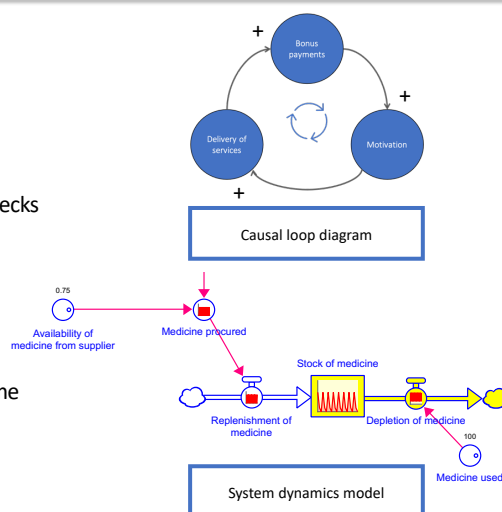 +
Bonus
payments
+
Delivery of
services
Motivation
+
ecks
Causal loop diagram
0.75
Availability of
medicine from supplier
Medicine procured
Stock of medicine
me
Replenishment of
medicine
Depletion of medicine
100
Medicine used
System dynamics model